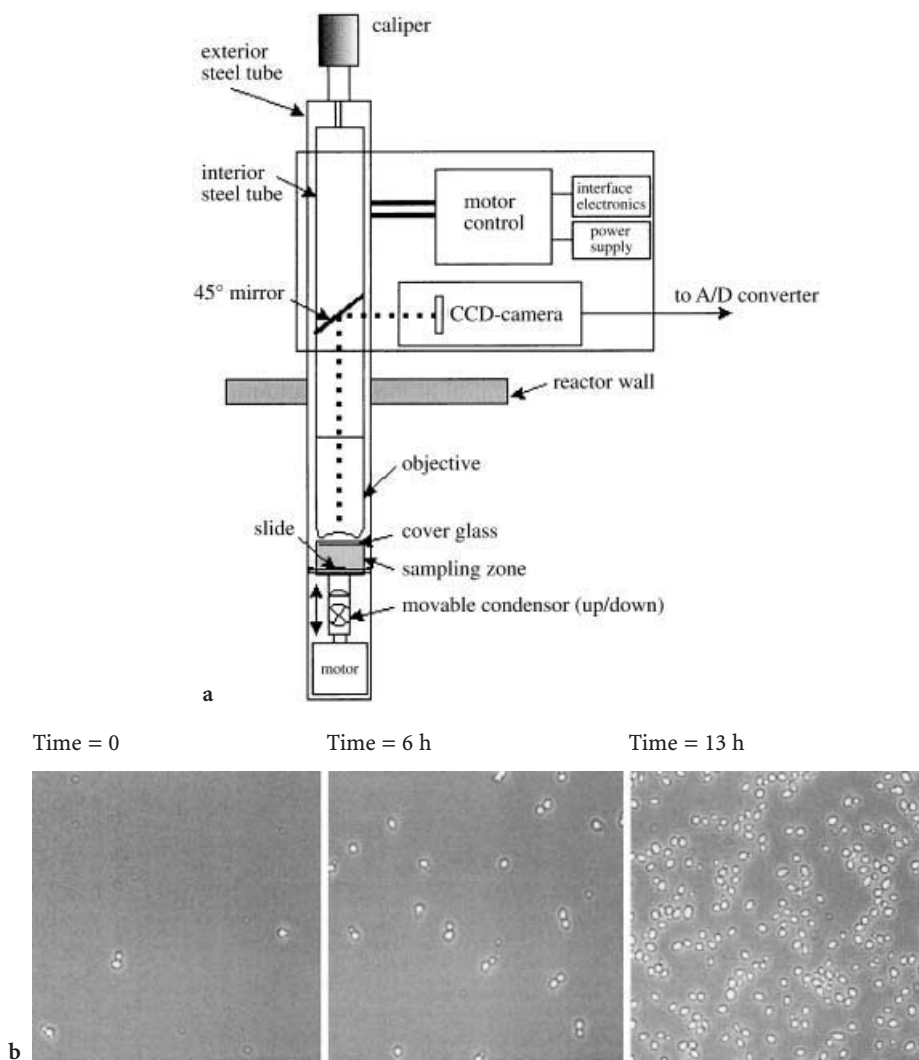 a
caliper
exterior
steel tube
interior
steel tube
motor
control
interface
electronics
power
supply
45° mirror
CCD-camera
to A/D converter
reactor wall
objective
slide
cover glass
sampling zone
movable condensor (up/down)
motor
a
Time = 0
Time = 6 h
Time = 13 h
b